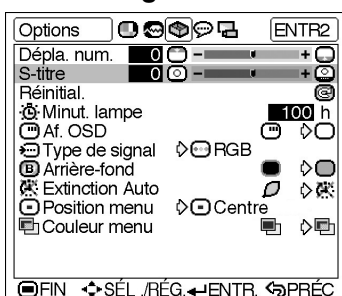 Options ENTR2
Dépla. num. 0 - +
S-titre 0 - +
Réinitial.
Minut. lampe 100 h
Af. OSD
Type de signal RGB
B Arrière-fond
Extinction Auto
Position menu Centre
Couleur menu
FIN SÉL./RÉG. ENTR. PRÉC